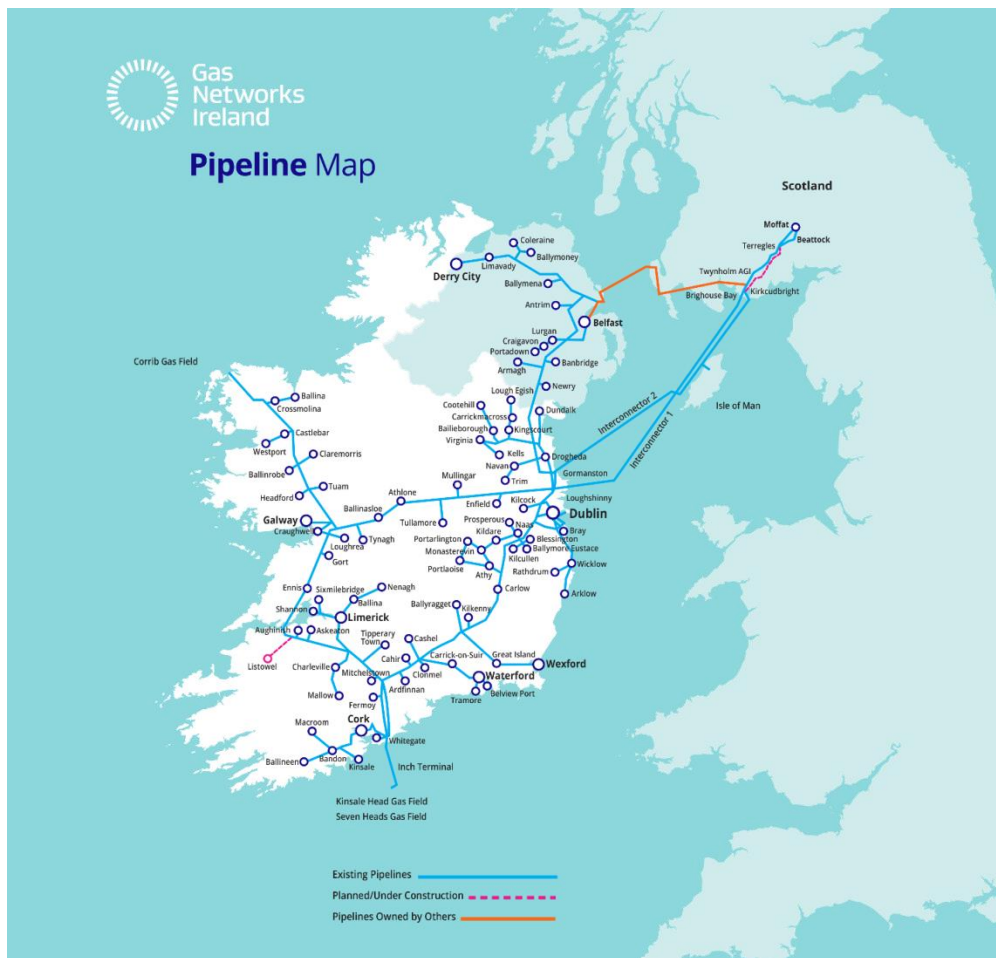 Gas
Networks
Ireland
Pipeline Map
Scotland
Moffat
Beattock
Terregles
Twynholm AGI
Kirkcudbright
Brighouse Bay
Coleraine
Ballymoney
Limavady
Derry City
Ballymena
Antrim
Belfast
Lurgan
Craigavon
Portadown
Armagh
Banbridge
Newry
Corrib Gas Field
Ballina
Crossmolina
Castlebar
Westport
Claremorris
Ballinrobe
Tuam
Headford
Galway
Craughwell
Loughrea
Tynagh
Gort
Ballinasloe
Athlone
Mullingar
Tullamore
Lough Egish
Cootehill
Carrickmacross
Dundalk
Bailieborough
Kingscourt
Virginia
Kells
Navan
Drogheda
Trim
Gormanston
Enfield
Kilcock
Loughshinny
Dublin
Interconnector 2
Interconnector 1
Isle of Man
Prosperous
Naas
Kildare
Bray
Portarlington
Blessington
Monasterevin
Ballymore Eustace
Kilcullen
Portlaoise
Athy
Rathdrum
Wicklow
Arklow
Carlow
Ennis
Sixmilebridge
Nenagh
Shannon
Ballina
Limerick
Ballyragget
Kilkenny
Aughinish
Askeaton
Tipperary
Town
Cashel
Listowel
Charleville
Cahir
Carrick-on-Suir
Great Island
Wexford
Mitchelstown
Clonmel
Waterford
Ardfinnan
Mallow
Fermoy
Tramore
Belview Port
Macroom
Cork
Whitegate
Ballineen
Bandon
Kinsale
Inch Terminal
Kinsale Head Gas Field
Seven Heads Gas Field
Existing Pipelines
Planned/Under Construction
Pipelines Owned by Others